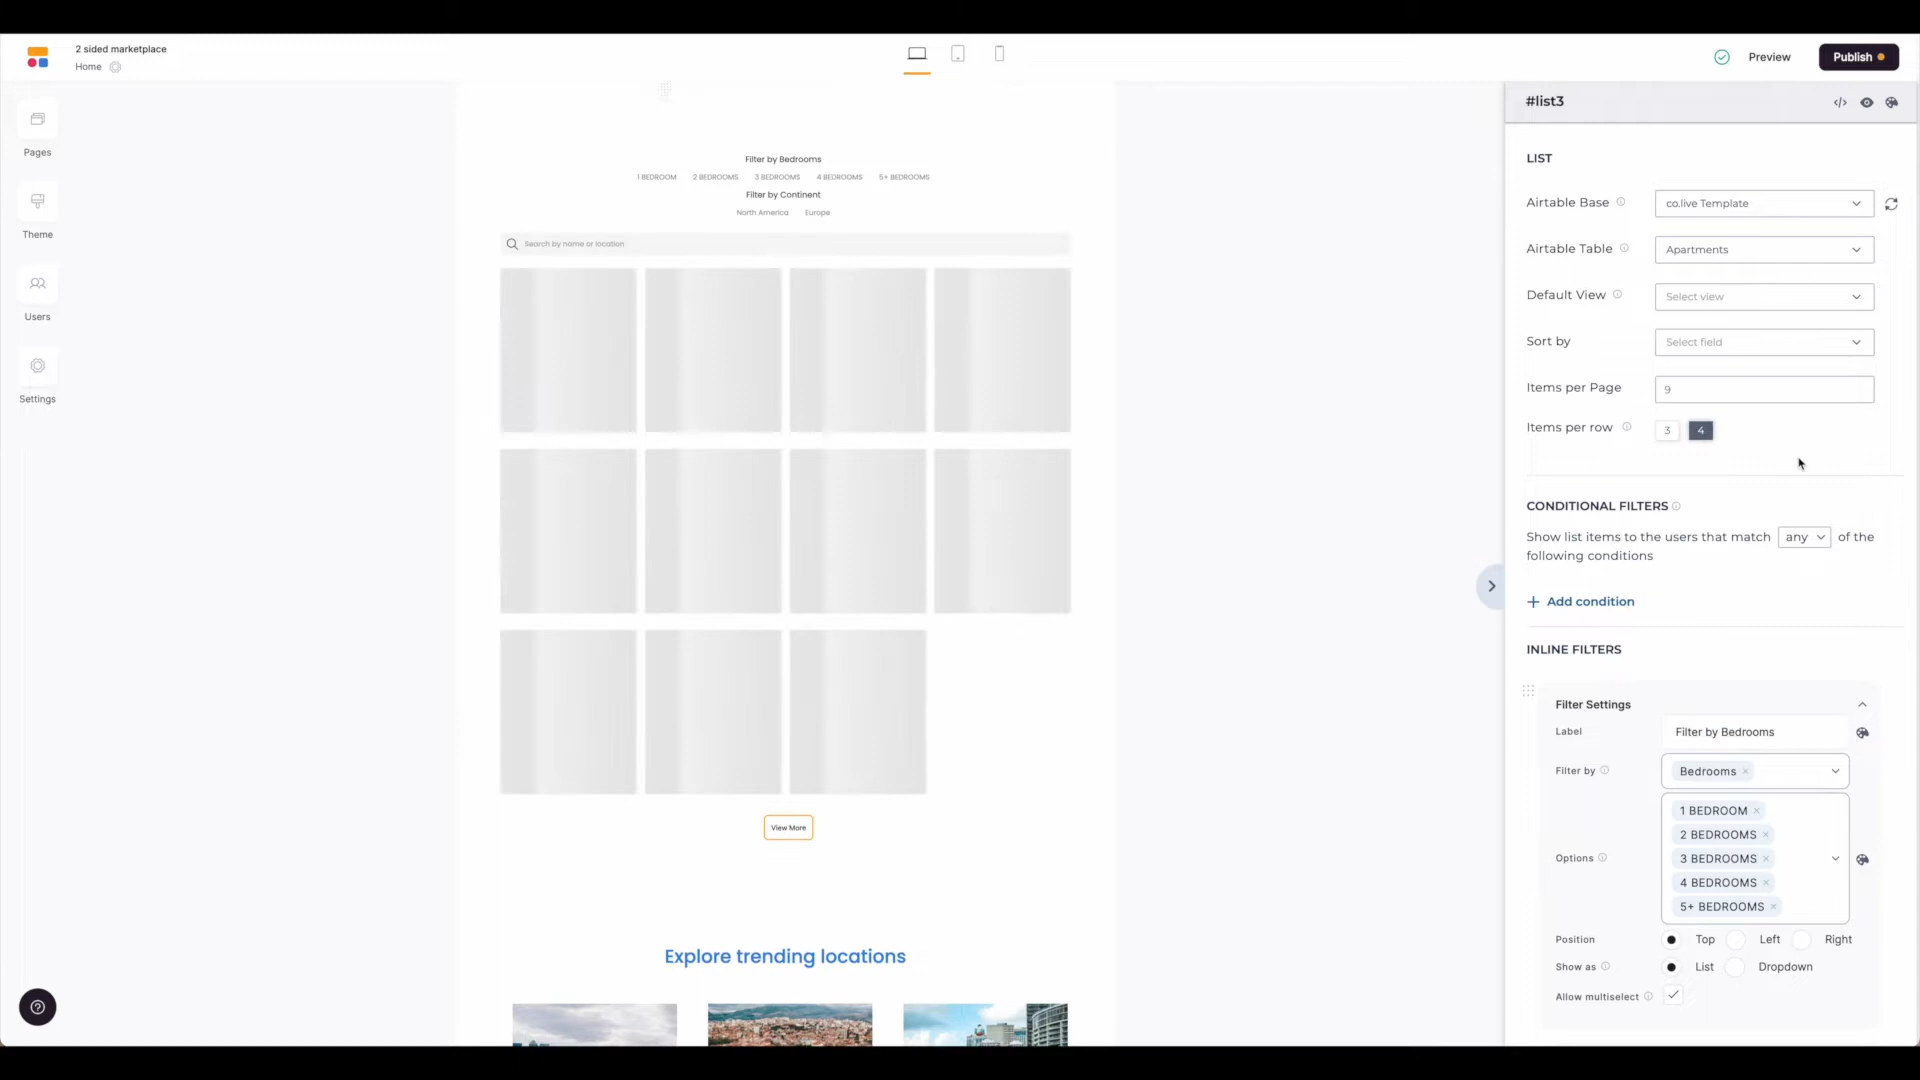 2 sided marketplace
Home
Preview
Publish
Pages
Theme
Users
Settings
Filter by Bedrooms
1 BEDROOM 2 BEDROOMS 3 BEDROOMS 4 BEDROOMS 5+ BEDROOMS
Filter by Continent
North America Europe
Search by name or location
View More
Explore trending locations
#list3
LIST
Airtable Base co.live Template
Airtable Table Apartments
Default View Select view
Sort by Select field
Items per Page 9
Items per row 3 4
CONDITIONAL FILTERS
Show list items to the users that match any of the
following conditions
+ Add condition
INLINE FILTERS
Filter Settings
Label Filter by Bedrooms
Filter by Bedrooms ×
Options
1 BEDROOM ×
2 BEDROOMS ×
3 BEDROOMS ×
4 BEDROOMS ×
5+ BEDROOMS ×
Position Top Left Right
Show as List Dropdown
Allow multiselect